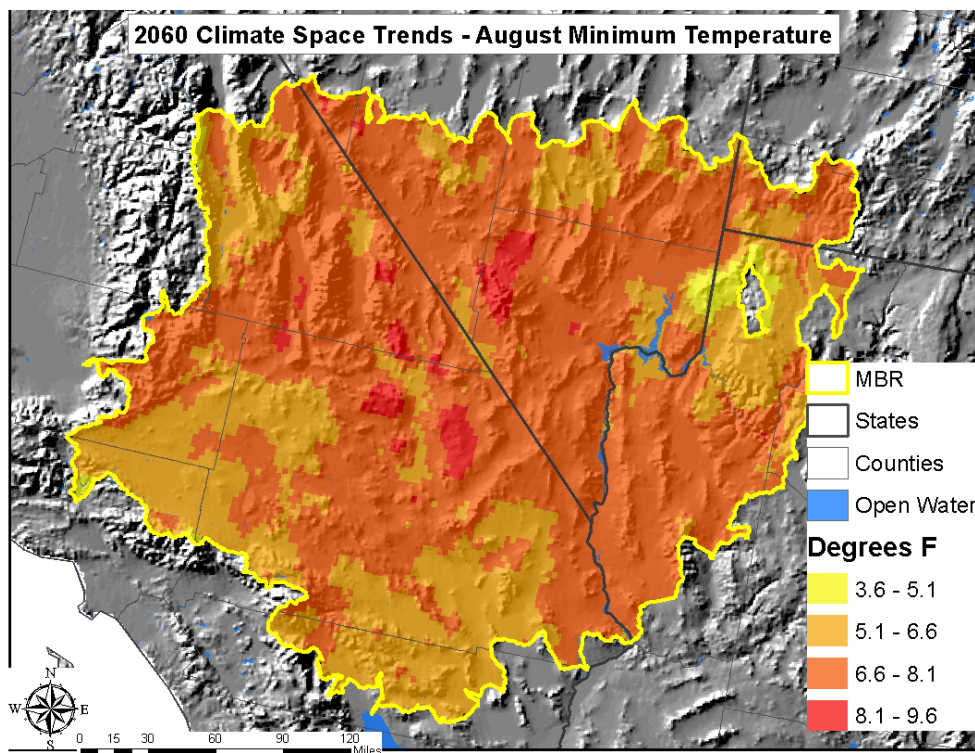 2060 Climate Space Trends - August Minimum Temperature
MBR
States
Counties
Open Water
Degrees F
3.6 - 5.1
5.1 - 6.6
6.6 - 8.1
8.1 - 9.6
N
W E
S
0 15 30 60 90 120
Miles